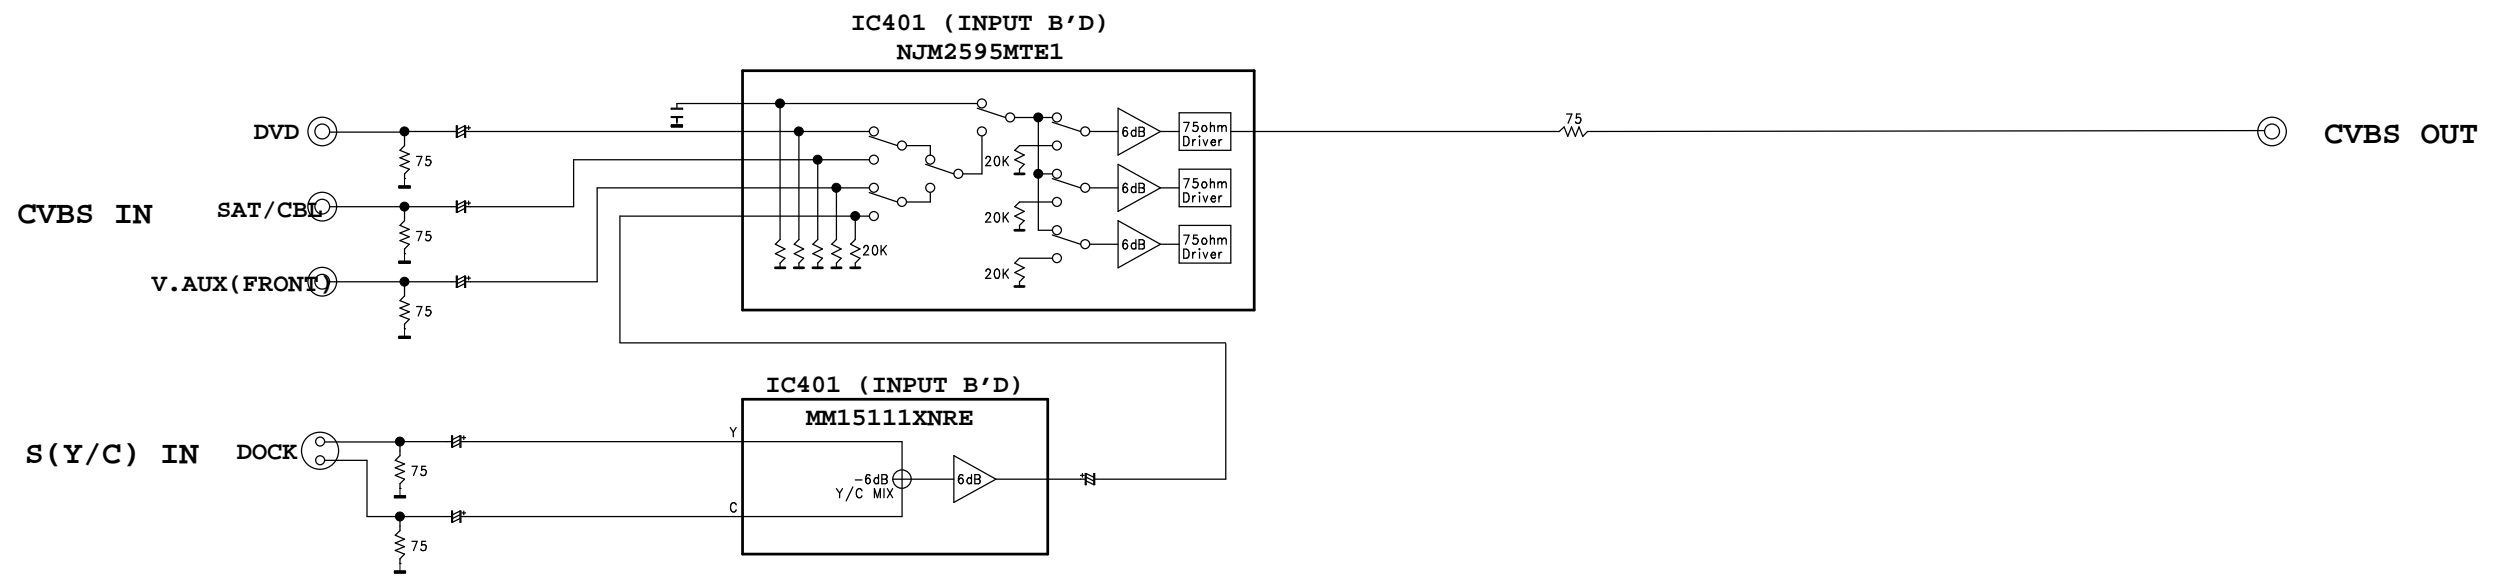 IC401 (INPUT B'D)
NJM2595MTE1
DVD
75
6dB
75ohm
Driver
75
CVBS OUT
20K
CVBS IN
SAT/CBL
75
6dB
75ohm
Driver
20K
V.AUX(FRONT)
75
20K
6dB
75ohm
Driver
20K
IC401 (INPUT B'D)
MM15111XNRE
S(Y/C) IN
DOCK
75
Y
-6dB
Y/C MIX
6dB
C
75